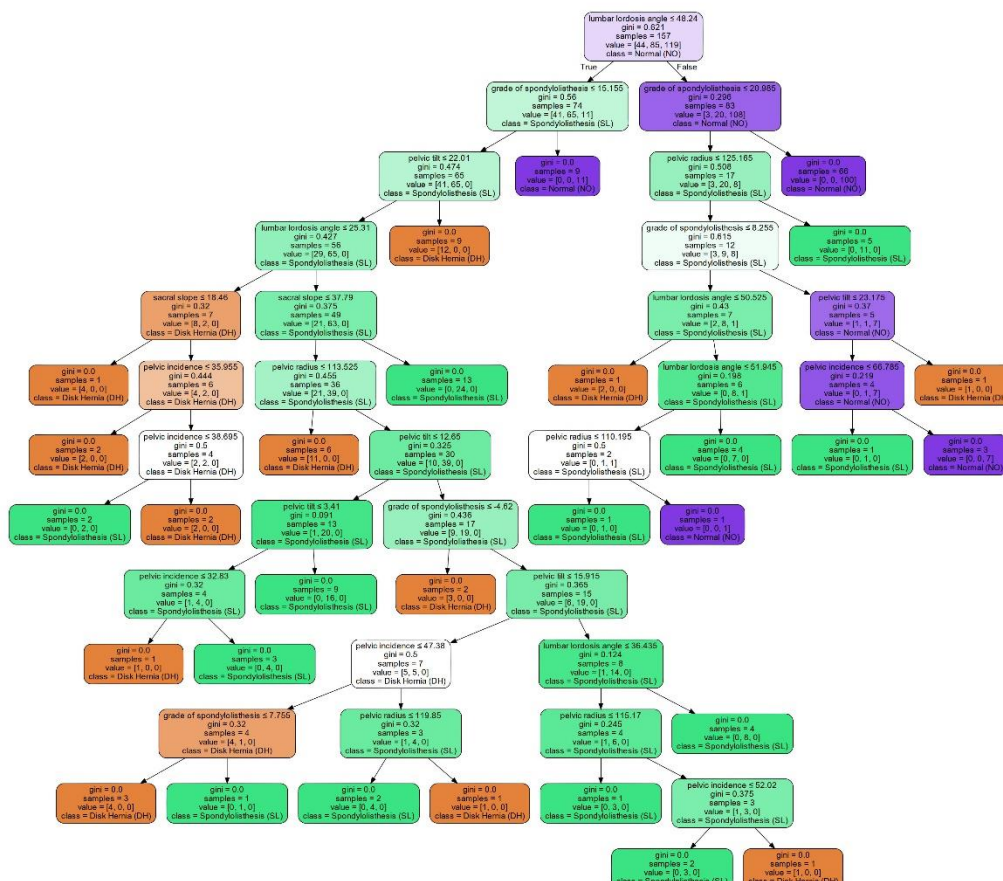 lumbar lordosis angle ≤ 48.24
gini = 0.621
samples = 157
value = [44, 85, 119]
class = Normal (NO)
True
False
grade of spondylolisthesis ≤ 15.155
gini = 0.56
samples = 74
value = [41, 65, 11]
class = Spondylolisthesis (SL)
grade of spondylolisthesis ≤ 20.985
gini = 0.296
samples = 83
value = [3, 20, 108]
class = Normal (NO)
pelvic tilt ≤ 22.01
gini = 0.474
samples = 65
value = [41, 65, 0]
class = Spondylolisthesis (SL)
gini = 0.0
samples = 9
value = [0, 0, 11]
class = Normal (NO)
pelvic radius ≤ 125.165
gini = 0.508
samples = 17
value = [3, 20, 8]
class = Spondylolisthesis (SL)
gini = 0.0
samples = 66
value = [0, 0, 100]
class = Normal (NO)
lumbar lordosis angle ≤ 25.31
gini = 0.427
samples = 56
value = [29, 65, 0]
class = Spondylolisthesis (SL)
gini = 0.0
samples = 9
value = [12, 0, 0]
class = Disk Hernia (DH)
grade of spondylolisthesis ≤ 8.255
gini = 0.615
samples = 12
value = [3, 9, 8]
class = Spondylolisthesis (SL)
gini = 0.0
samples = 5
value = [0, 11, 0]
class = Spondylolisthesis (SL)
sacral slope ≤ 18.46
gini = 0.32
samples = 7
value = [8, 2, 0]
class = Disk Hernia (DH)
sacral slope ≤ 37.79
gini = 0.375
samples = 49
value = [21, 63, 0]
class = Spondylolisthesis (SL)
lumbar lordosis angle ≤ 50.525
gini = 0.43
samples = 7
value = [2, 8, 1]
class = Spondylolisthesis (SL)
pelvic tilt ≤ 23.175
gini = 0.37
samples = 5
value = [1, 1, 7]
class = Normal (NO)
gini = 0.0
samples = 1
value = [4, 0, 0]
class = Disk Hernia (DH)
pelvic incidence ≤ 35.955
gini = 0.444
samples = 6
value = [4, 2, 0]
class = Disk Hernia (DH)
pelvic radius ≤ 113.525
gini = 0.455
samples = 36
value = [21, 39, 0]
class = Spondylolisthesis (SL)
gini = 0.0
samples = 13
value = [0, 24, 0]
class = Spondylolisthesis (SL)
gini = 0.0
samples = 1
value = [2, 0, 0]
class = Disk Hernia (DH)
lumbar lordosis angle ≤ 51.945
gini = 0.198
samples = 6
value = [0, 8, 1]
class = Spondylolisthesis (SL)
pelvic incidence ≤ 66.785
gini = 0.219
samples = 4
value = [0, 1, 7]
class = Normal (NO)
gini = 0.0
samples = 1
value = [1, 0, 0]
class = Disk Hernia (DH)
gini = 0.0
samples = 2
value = [2, 0, 0]
class = Disk Hernia (DH)
pelvic incidence ≤ 38.695
gini = 0.5
samples = 4
value = [2, 2, 0]
class = Disk Hernia (DH)
gini = 0.0
samples = 6
value = [11, 0, 0]
class = Disk Hernia (DH)
pelvic tilt ≤ 12.65
gini = 0.325
samples = 30
value = [10, 39, 0]
class = Spondylolisthesis (SL)
pelvic radius ≤ 110.195
gini = 0.5
samples = 2
value = [0, 1, 1]
class = Spondylolisthesis (SL)
gini = 0.0
samples = 4
value = [0, 7, 0]
class = Spondylolisthesis (SL)
gini = 0.0
samples = 1
value = [0, 1, 0]
class = Spondylolisthesis (SL)
gini = 0.0
samples = 3
value = [0, 0, 7]
class = Normal (NO)
gini = 0.0
samples = 2
value = [0, 2, 0]
class = Spondylolisthesis (SL)
gini = 0.0
samples = 2
value = [2, 0, 0]
class = Disk Hernia (DH)
pelvic tilt ≤ 3.41
gini = 0.091
samples = 13
value = [1, 20, 0]
class = Spondylolisthesis (SL)
grade of spondylolisthesis ≤ -4.62
gini = 0.436
samples = 17
value = [9, 19, 0]
class = Spondylolisthesis (SL)
gini = 0.0
samples = 1
value = [0, 1, 0]
class = Spondylolisthesis (SL)
gini = 0.0
samples = 1
value = [0, 0, 1]
class = Normal (NO)
pelvic incidence ≤ 32.83
gini = 0.32
samples = 4
value = [1, 4, 0]
class = Spondylolisthesis (SL)
gini = 0.0
samples = 9
value = [0, 16, 0]
class = Spondylolisthesis (SL)
gini = 0.0
samples = 2
value = [3, 0, 0]
class = Disk Hernia (DH)
pelvic tilt ≤ 15.915
gini = 0.365
samples = 15
value = [6, 19, 0]
class = Spondylolisthesis (SL)
gini = 0.0
samples = 1
value = [1, 0, 0]
class = Disk Hernia (DH)
gini = 0.0
samples = 3
value = [0, 4, 0]
class = Spondylolisthesis (SL)
pelvic incidence ≤ 47.38
gini = 0.5
samples = 7
value = [5, 5, 0]
class = Disk Hernia (DH)
lumbar lordosis angle ≤ 36.435
gini = 0.124
samples = 8
value = [1, 14, 0]
class = Spondylolisthesis (SL)
grade of spondylolisthesis ≤ 7.755
gini = 0.32
samples = 4
value = [4, 1, 0]
class = Disk Hernia (DH)
pelvic radius ≤ 119.85
gini = 0.32
samples = 3
value = [1, 4, 0]
class = Spondylolisthesis (SL)
pelvic radius ≤ 115.17
gini = 0.245
samples = 4
value = [1, 6, 0]
class = Spondylolisthesis (SL)
gini = 0.0
samples = 4
value = [0, 8, 0]
class = Spondylolisthesis (SL)
gini = 0.0
samples = 3
value = [4, 0, 0]
class = Disk Hernia (DH)
gini = 0.0
samples = 1
value = [0, 1, 0]
class = Spondylolisthesis (SL)
gini = 0.0
samples = 2
value = [0, 4, 0]
class = Spondylolisthesis (SL)
gini = 0.0
samples = 1
value = [1, 0, 0]
class = Disk Hernia (DH)
gini = 0.0
samples = 1
value = [0, 3, 0]
class = Spondylolisthesis (SL)
pelvic incidence ≤ 52.02
gini = 0.375
samples = 3
value = [1, 3, 0]
class = Spondylolisthesis (SL)
gini = 0.0
samples = 2
value = [0, 3, 0]
class = Spondylolisthesis (SL)
gini = 0.0
samples = 1
value = [1, 0, 0]
class = Disk Hernia (DH)